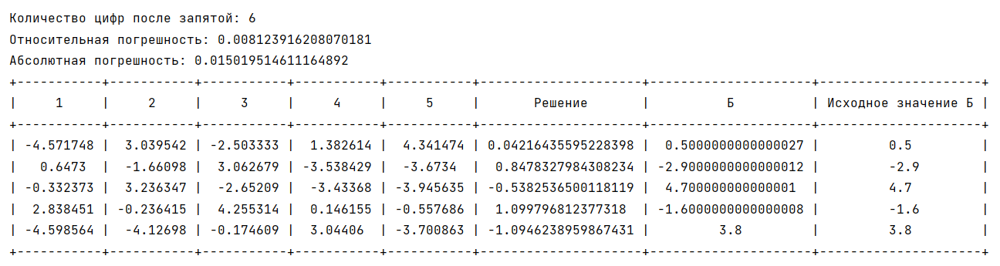 Количество цифр после запятой: 6
Относительная погрешность: 0.008123916208070181
Абсолютная погрешность: 0.015019514611164892
+-----------+-----------+-----------+-----------+-----------+---------------------+---------------------+---------------------+
|     1     |     2     |     3     |     4     |     5     |       Решение       |          Б          | Исходное значение Б |
+-----------+-----------+-----------+-----------+-----------+---------------------+---------------------+---------------------+
| -4.571748 |  3.039542 | -2.503333 |  1.382614 |  4.341474 | 0.04216435595228398 |  0.5000000000000027 |         0.5         |
|   0.6473  |  -1.66098 |  3.062679 | -3.538429 |  -3.6734  |  0.8478327984308234 | -2.9000000000000012 |         -2.9        |
| -0.332373 |  3.236347 |  -2.65209 |  -3.43368 | -3.945635 | -0.5382536500118119 |  4.700000000000001  |         4.7         |
|  2.838451 | -0.236415 |  4.255314 |  0.146155 | -0.557686 |  1.099796812377318  | -1.6000000000000008 |         -1.6        |
| -4.598564 |  -4.12698 | -0.174609 |  3.04406  | -3.700863 | -1.0946238959867431 |         3.8         |         3.8         |
+-----------+-----------+-----------+-----------+-----------+---------------------+---------------------+---------------------+